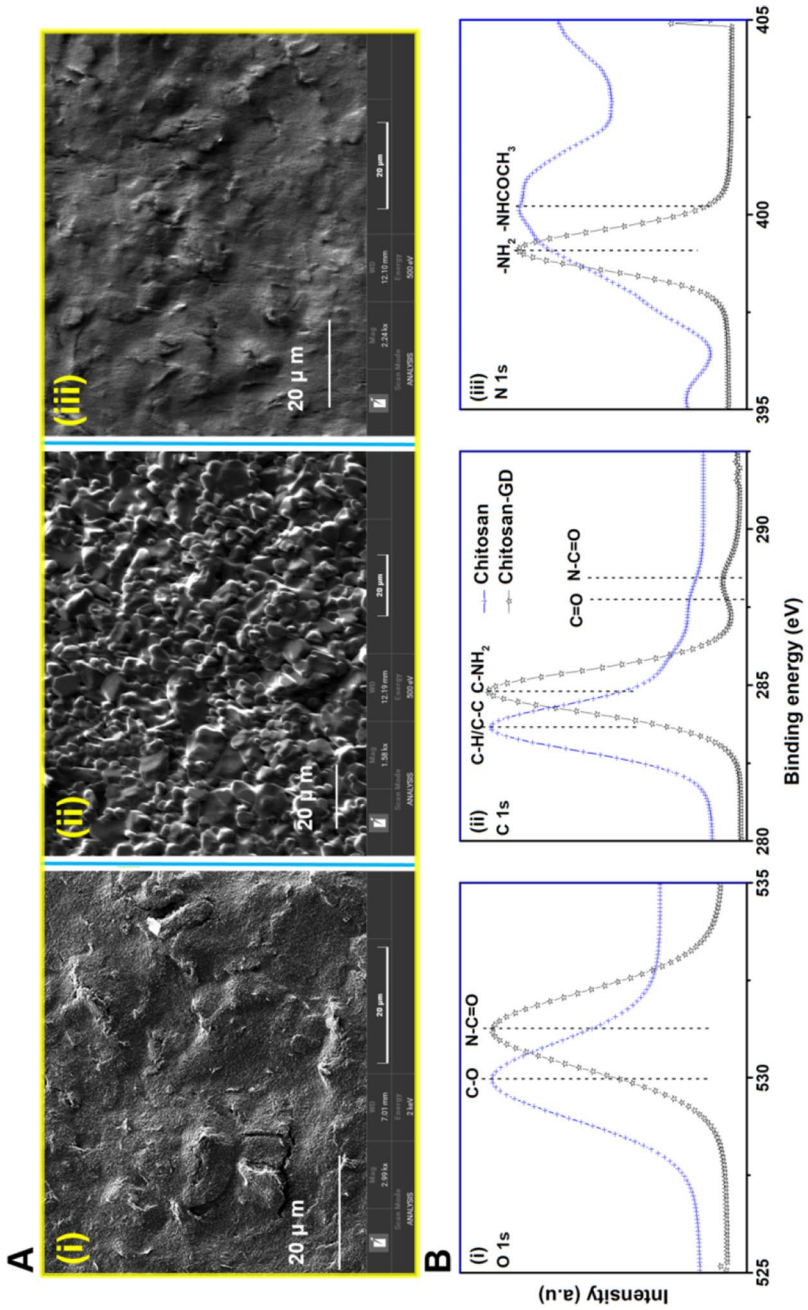 A
(i)
20 µ m
Mag
2.99 kx
WD
7.01 mm
20 µm
Scan Mode
ANALYSIS
Energy
2 keV
(ii)
20 µ m
Mag
1.58 kx
WD
12.19 mm
20 µm
Scan Mode
ANALYSIS
Energy
500 eV
(iii)
20 µ m
Mag
2.24 kx
WD
12.10 mm
20 µm
Scan Mode
ANALYSIS
Energy
500 eV
B
Intensity (a.u)
(i)
O 1s
C-O N-C=O
525 530 535
(ii)
C 1s
C-H/C-C C-NH₂
Chitosan
Chitosan-GD
C=O N-C=O
280 285 290
Binding energy (eV)
(iii)
N 1s
-NH₂ -NHCOCH₃
395 400 405